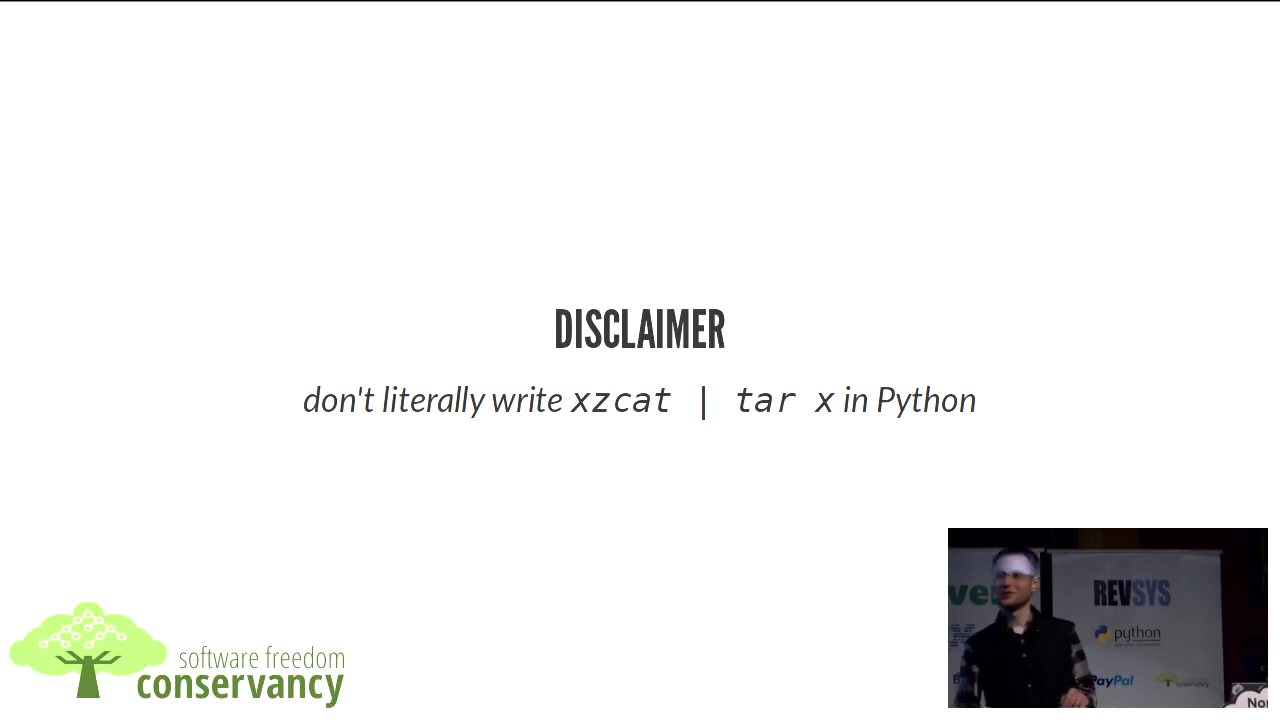 DISCLAIMER
don't literally write xzcat | tar x in Python
software freedom
conservancy
REVSYS
python
PayPal